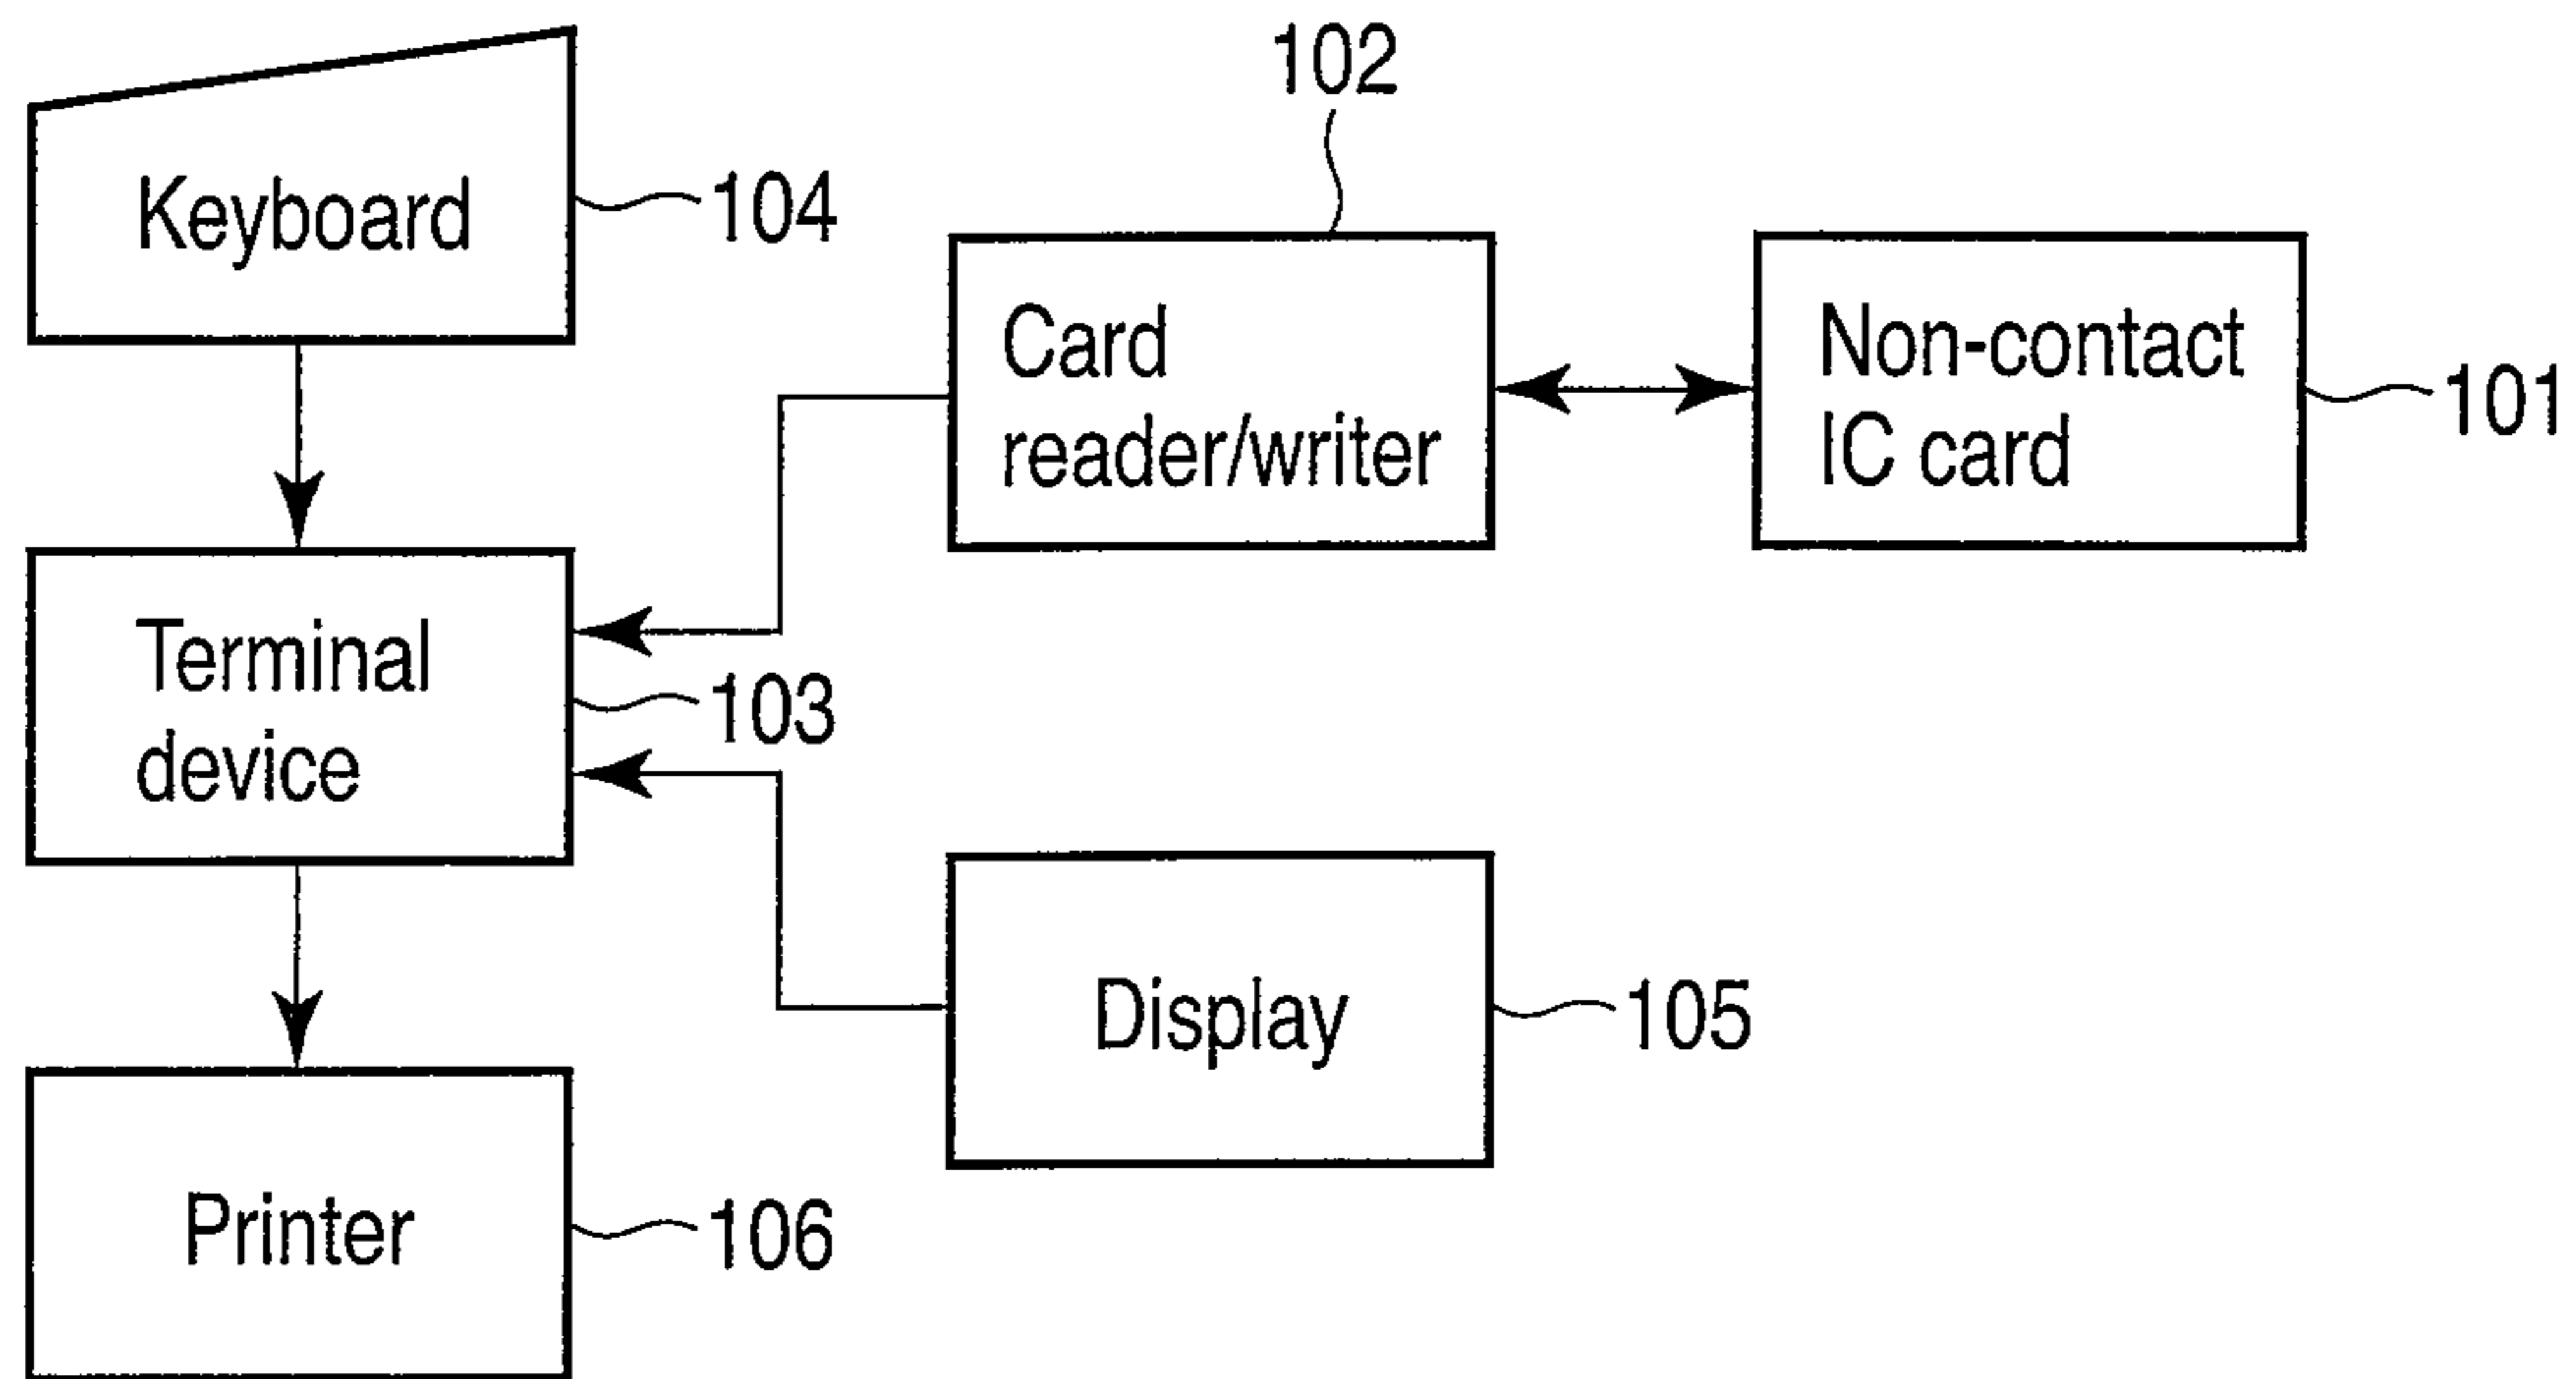 102
Keyboard
104
Card
reader/writer
Non-contact
IC card
101
Terminal
device
103
Display
105
Printer
106